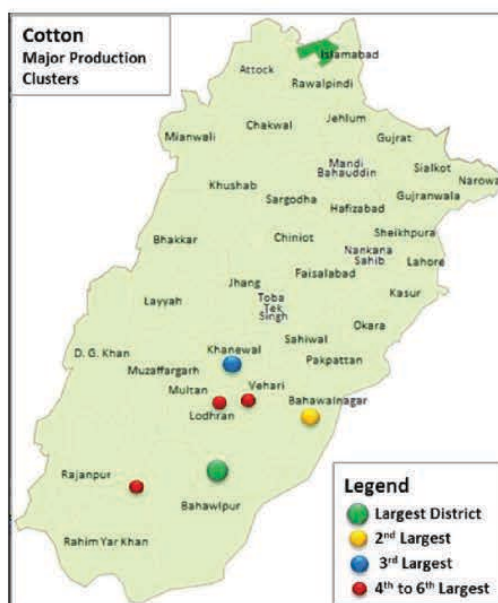 Cotton
Major Production
Clusters
Islamabad
Attock
Rawalpindi
Jehlum
Chakwal
Gujrat
Mianwali
Mandi
Bahauddin
Sialkot
Narowal
Khushab
Gujranwala
Sargodha
Hafizabad
Sheikhpura
Bhakkar
Chiniot
Nankana
Sahib
Lahore
Faisalabad
Jhang
Kasur
Layyah
Toba
Tek
Singh
Okara
Sahiwal
Khanewal
D. G. Khan
Pakpattan
Muzaffargarh
Multan
Vehari
Bahawalnagar
Lodhran
Rajanpur
Bahawlpur
Rahim Yar Khan
Legend
Largest District
2nd Largest
3rd Largest
4th to 6th Largest